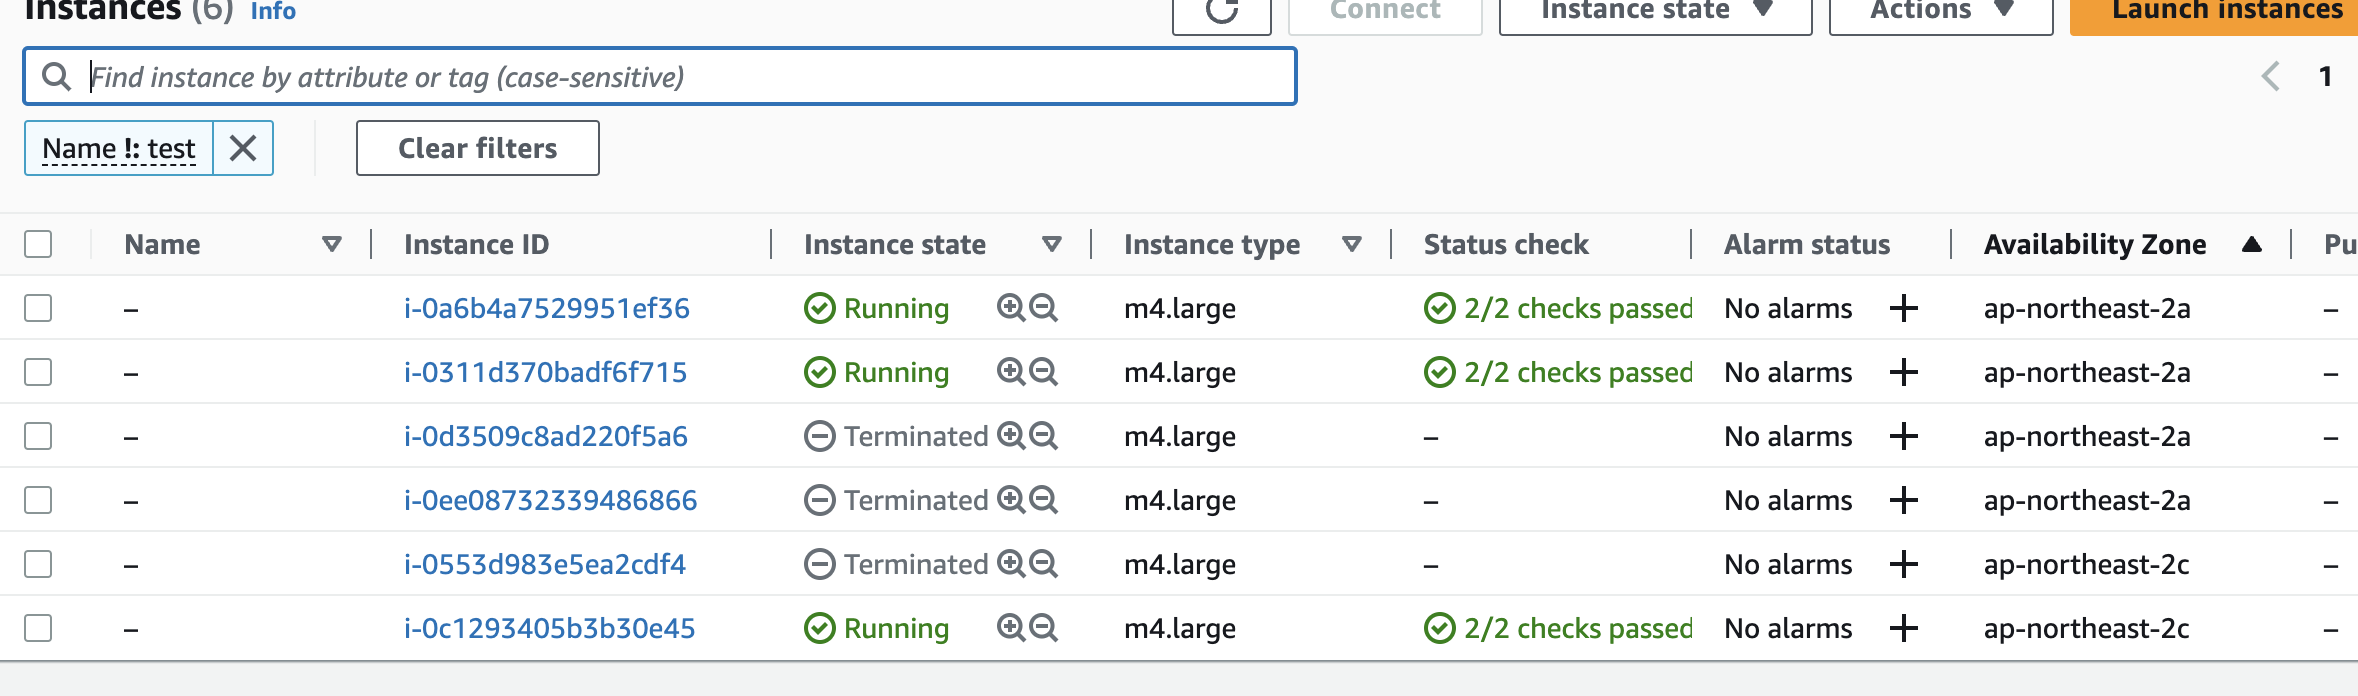 Instances (6) Info Connect Instance state Actions Launch instances
Find instance by attribute or tag (case-sensitive) 1
Name !: test Clear filters
Name Instance ID Instance state Instance type Status check Alarm status Availability Zone Pu
– i-0a6b4a7529951ef36 Running m4.large 2/2 checks passed No alarms + ap-northeast-2a –
– i-0311d370badf6f715 Running m4.large 2/2 checks passed No alarms + ap-northeast-2a –
– i-0d3509c8ad220f5a6 Terminated m4.large – No alarms + ap-northeast-2a –
– i-0ee08732339486866 Terminated m4.large – No alarms + ap-northeast-2a –
– i-0553d983e5ea2cdf4 Terminated m4.large – No alarms + ap-northeast-2c –
– i-0c1293405b3b30e45 Running m4.large 2/2 checks passed No alarms + ap-northeast-2c –